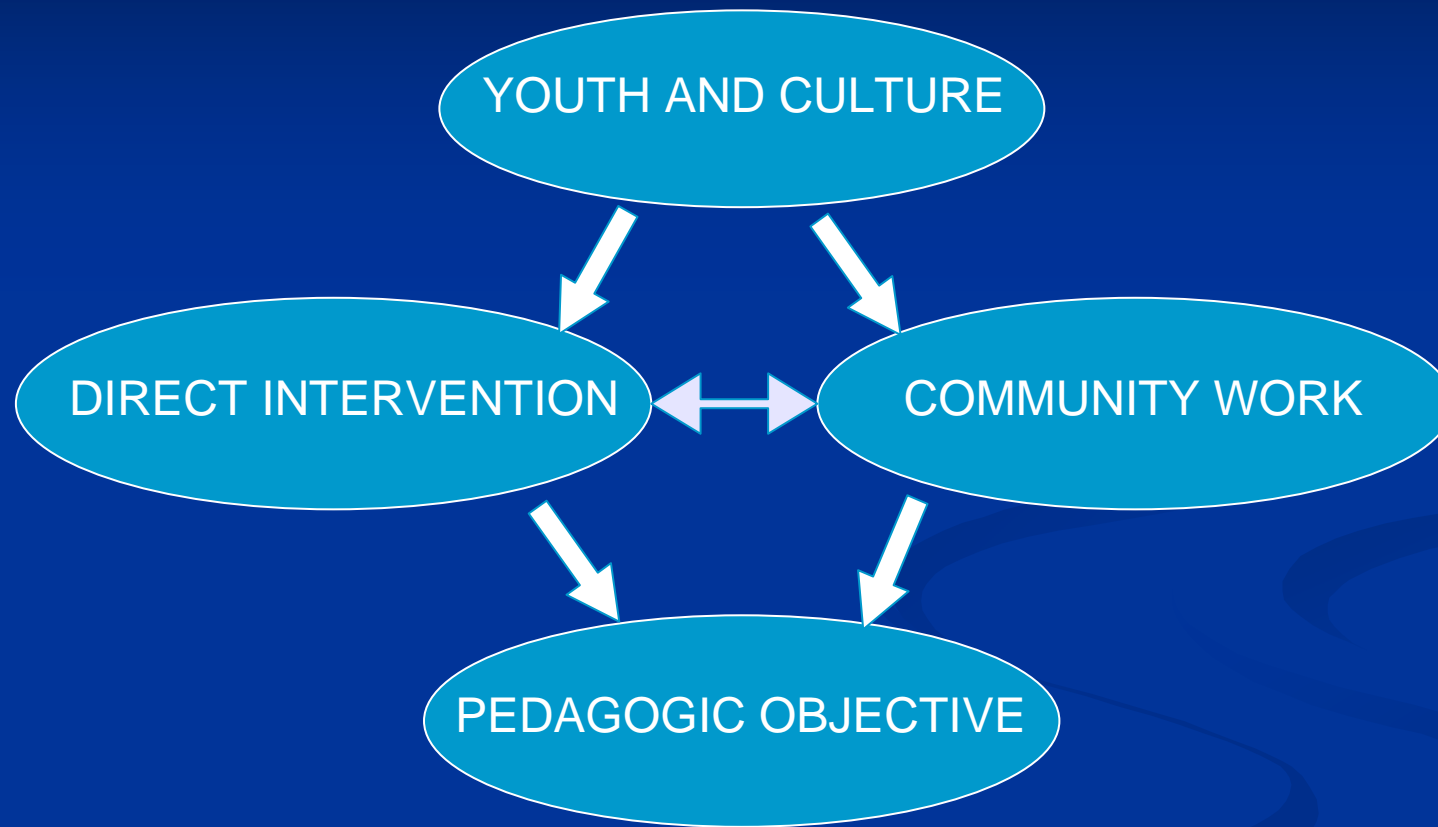 YOUTH AND CULTURE
DIRECT INTERVENTION
COMMUNITY WORK
PEDAGOGIC OBJECTIVE